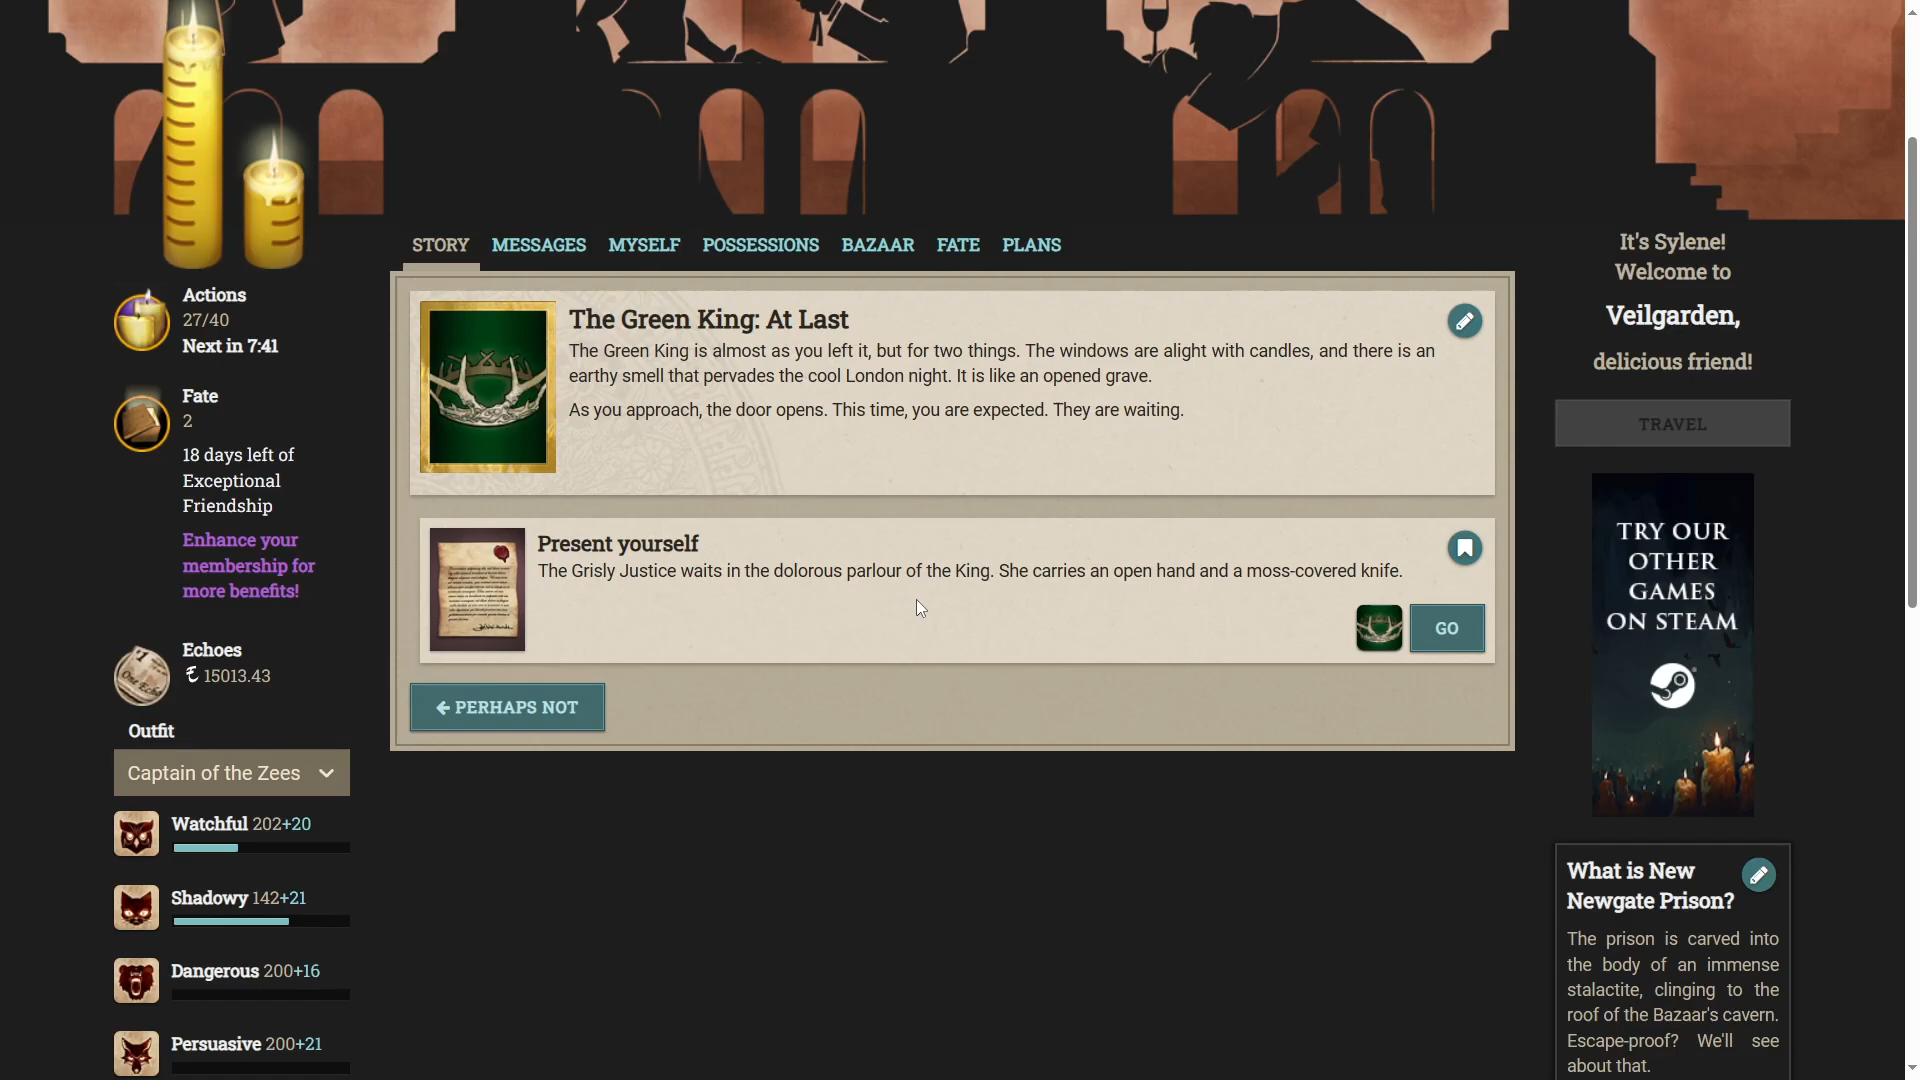 STORY MESSAGES MYSELF POSSESSIONS BAZAAR FATE PLANS
Actions
27/40
Next in 7:41
Fate
2
18 days left of
Exceptional
Friendship
Enhance your
membership for
more benefits!
Echoes
15013.43
Outfit
Captain of the Zees
Watchful 202+20
Shadowy 142+21
Dangerous 200+16
Persuasive 200+21
The Green King: At Last
The Green King is almost as you left it, but for two things. The windows are alight with candles, and there is an
earthy smell that pervades the cool London night. It is like an opened grave.
As you approach, the door opens. This time, you are expected. They are waiting.
Present yourself
The Grisly Justice waits in the dolorous parlour of the King. She carries an open hand and a moss-covered knife.
GO
PERHAPS NOT
It's Sylene!
Welcome to
Veilgarden,
delicious friend!
TRAVEL
TRY OUR
OTHER
GAMES
ON STEAM
What is New
Newgate Prison?
The prison is carved into
the body of an immense
stalactite, clinging to the
roof of the Bazaar's cavern.
Escape-proof? We'll see
about that.